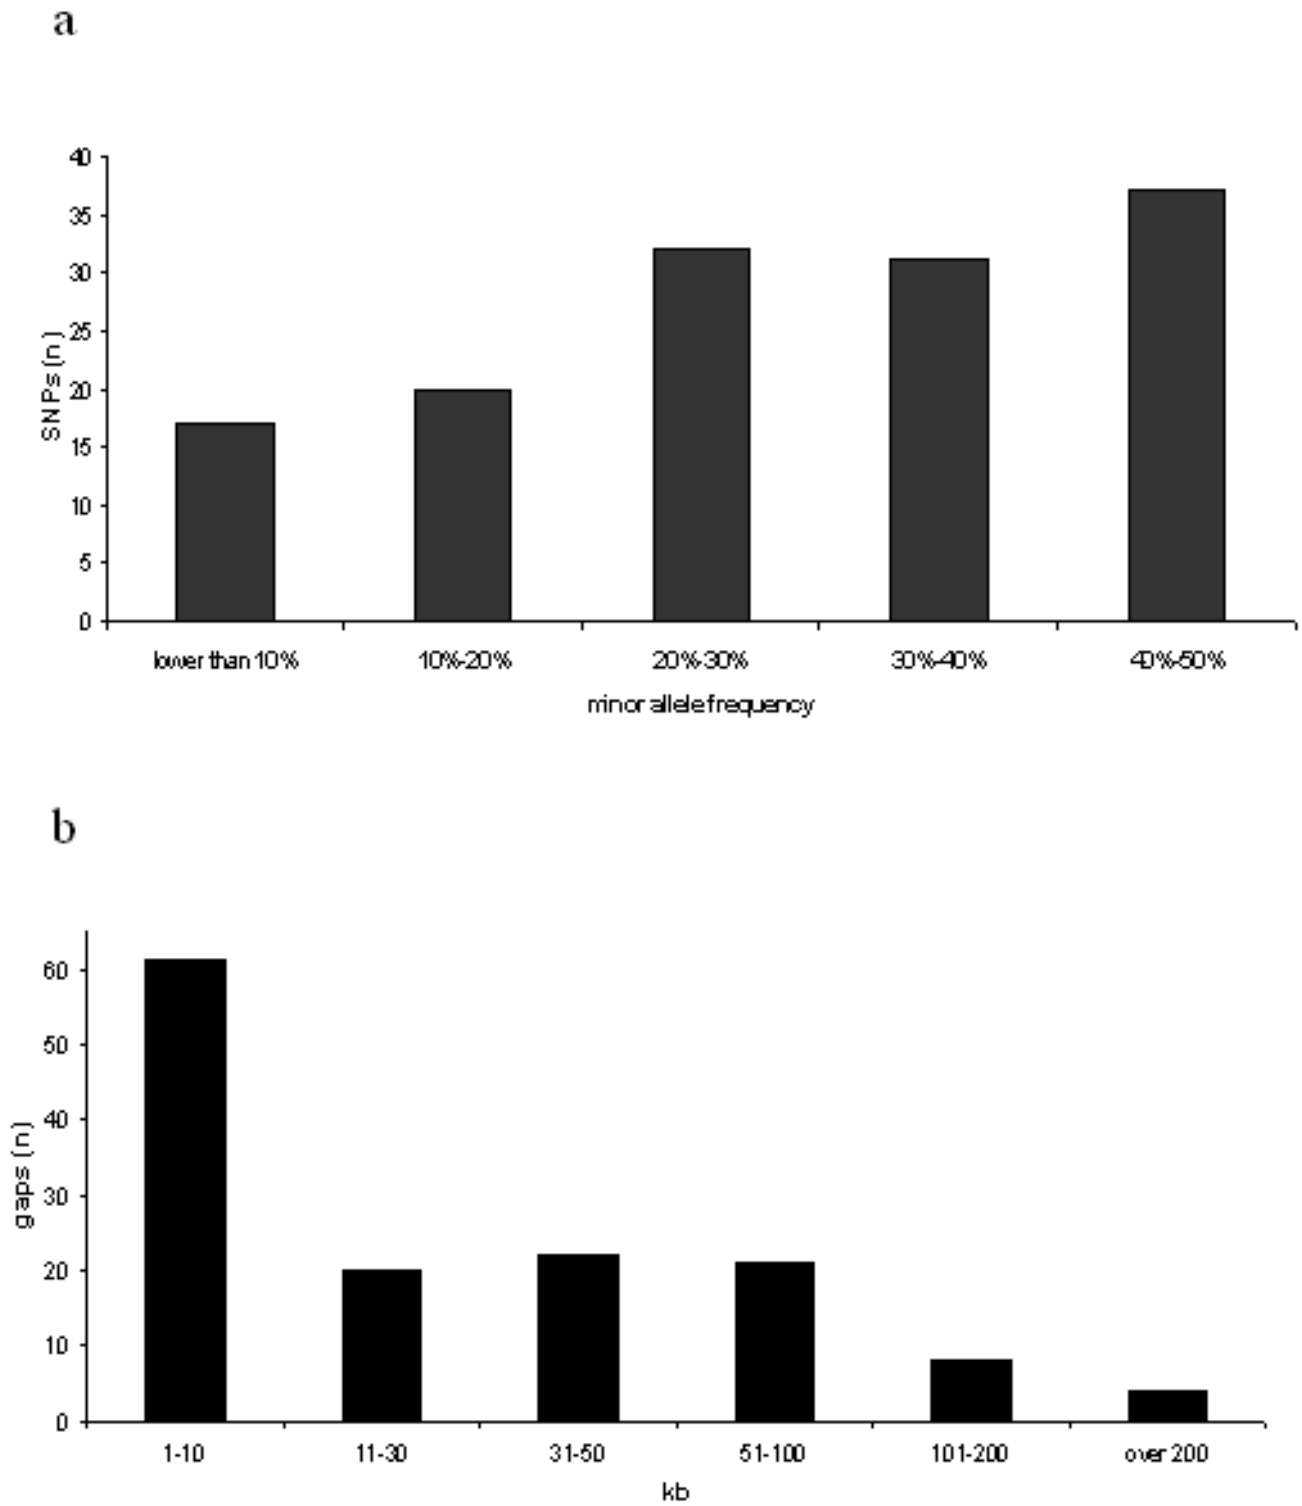 a
40
35
30
25
20
15
10
5
0
SNPs (n)
lower than 10% 10%-20% 20%-30% 30%-40% 40%-50%
minor allele frequency
b
60
50
40
30
20
10
0
gaps (n)
1-10 11-30 31-50 51-100 101-200 over 200
kb